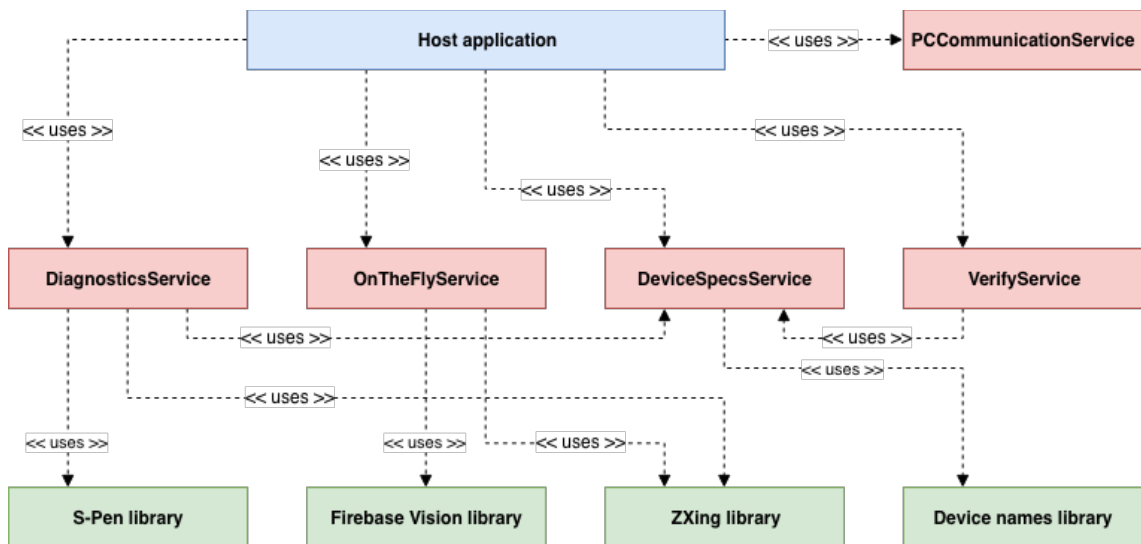 Host application
<< uses >>
PCCommunicationService
<< uses >>
<< uses >>
<< uses >>
<< uses >>
DiagnosticsService
OnTheFlyService
DeviceSpecsService
VerifyService
<< uses >>
<< uses >>
<< uses >>
<< uses >>
<< uses >>
<< uses >>
<< uses >>
S-Pen library
Firebase Vision library
ZXing library
Device names library